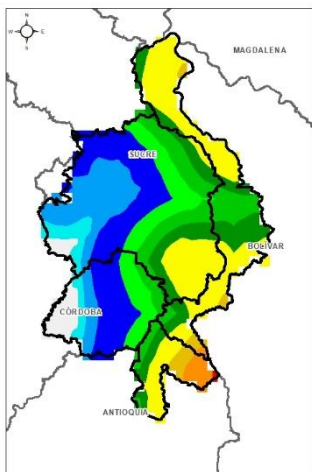 N
W E
S
MAGDALENA
SUCRE
BOLIVAR
CÓRDOBA
ANTIOQUIA